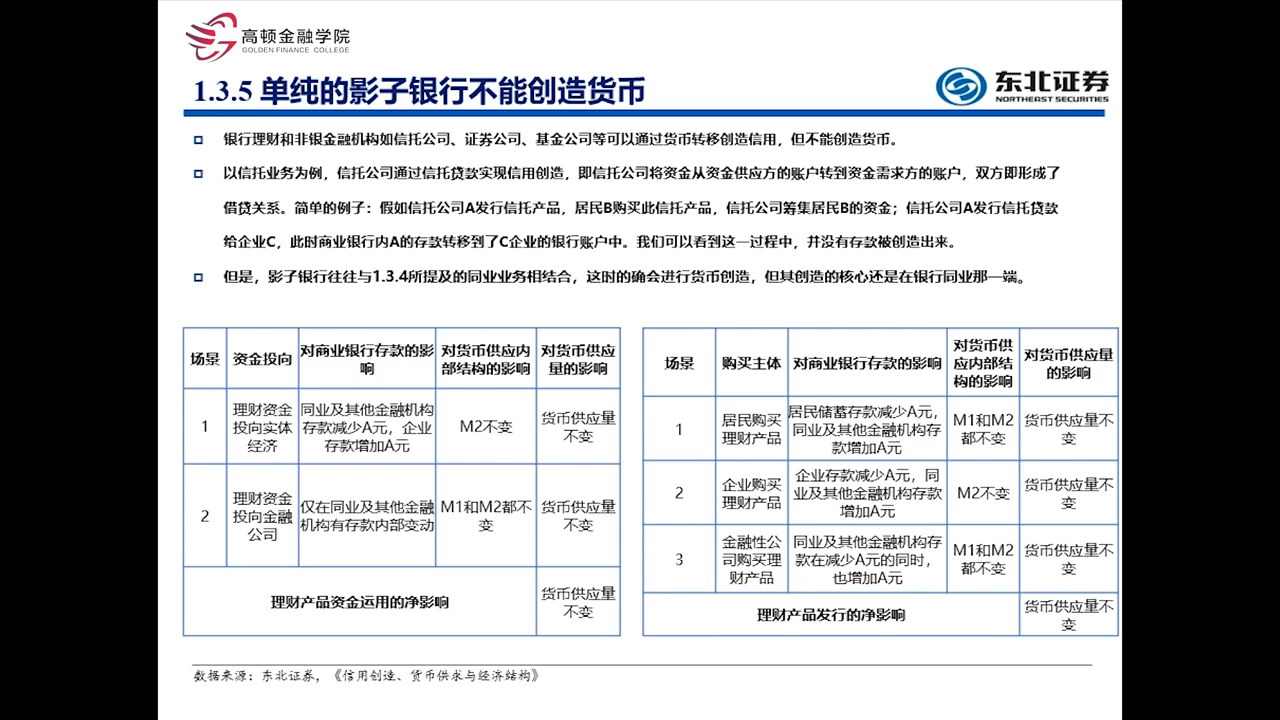 高顿金融学院
GOLDEN FINANCE COLLEGE
1.3.5 单纯的影子银行不能创造货币
东北证券
NORTHEAST SECURITIES
银行理财和非银金融机构如信托公司、证券公司、基金公司等可以通过货币转移创造信用，但不能创造货币。
以信托业务为例，信托公司通过信托贷款实现信用创造，即信托公司将资金从资金供应方的账户转到资金需求方的账户，双方即形成了
借贷关系。简单的例子：假如信托公司A发行信托产品，居民B购买此信托产品，信托公司筹集居民B的资金；信托公司A发行信托贷款
给企业C，此时商业银行内A的存款转移到了C企业的银行账户中。我们可以看到这一过程中，并没有存款被创造出来。
但是，影子银行往往与1.3.4所提及的同业业务相结合，这时的确会进行货币创造，但其创造的核心还是在银行同业那一端。
场景
资金投向
对商业银行存款的影
响
对货币供应内
部结构的影响
对货币供应
量的影响
1
理财资金
投向实体
经济
同业及其他金融机构
存款减少A元，企业
存款增加A元
M2不变
货币供应量
不变
2
理财资金
投向金融
公司
仅在同业及其他金融
机构有存款内部变动
M1和M2都不
变
货币供应量
不变
理财产品资金运用的净影响
货币供应量
不变
场景
购买主体
对商业银行存款的影响
对货币供
应内部结
构的影响
对货币供应量
的影响
1
居民购买
理财产品
居民储蓄存款减少A元，
同业及其他金融机构存
款增加A元
M1和M2
都不变
货币供应量不
变
2
企业购买
理财产品
企业存款减少A元，同
业及其他金融机构存款
增加A元
M2不变
货币供应量不
变
3
金融性公
司购买理
财产品
同业及其他金融机构存
款在减少A元的同时，
也增加A元
M1和M2
都不变
货币供应量不
变
理财产品发行的净影响
货币供应量不
变
数据来源：东北证券，《信用创造、货币供求与经济结构》